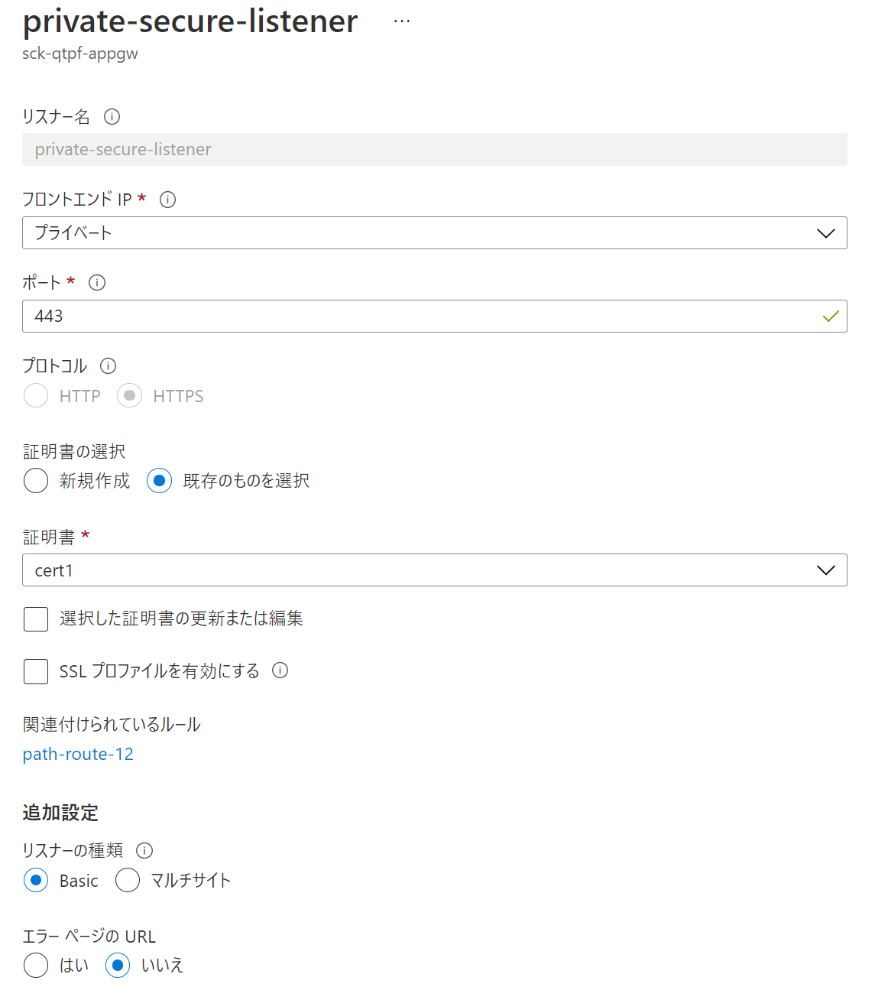 private-secure-listener ...
sck-qtpf-appgw
リスナー名
private-secure-listener
フロントエンド IP *
プライベート
ポート *
443
プロトコル
HTTP HTTPS
証明書の選択
新規作成 既存のものを選択
証明書 *
cert1
選択した証明書の更新または編集
SSL プロファイルを有効にする
関連付けられているルール
path-route-12
追加設定
リスナーの種類
Basic マルチサイト
エラー ページの URL
はい いいえ